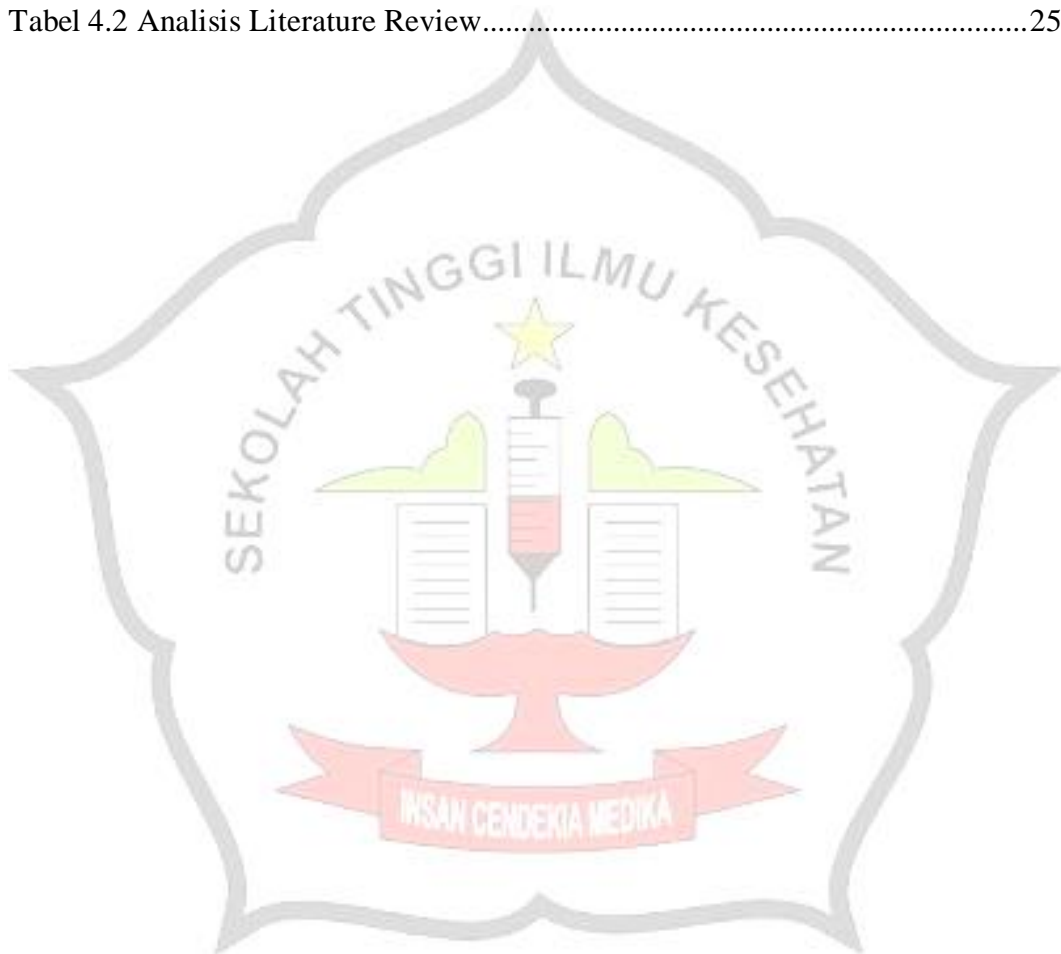 Tabel 4.2 Analisis Literature Review......................................................................25
SEKOLAH TINGGI ILMU KESEHATAN
INSAN CENDEKIA MEDIKA